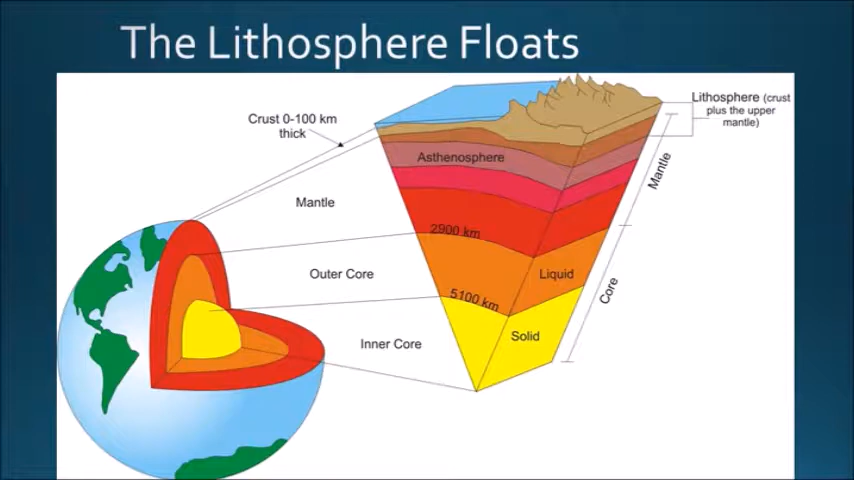 The Lithosphere Floats
Crust 0-100 km
thick
Lithosphere (crust
plus the upper
mantle)
Asthenosphere
Mantle
Mantle
2900 km
Outer Core
Liquid
Core
5100 km
Inner Core
Solid